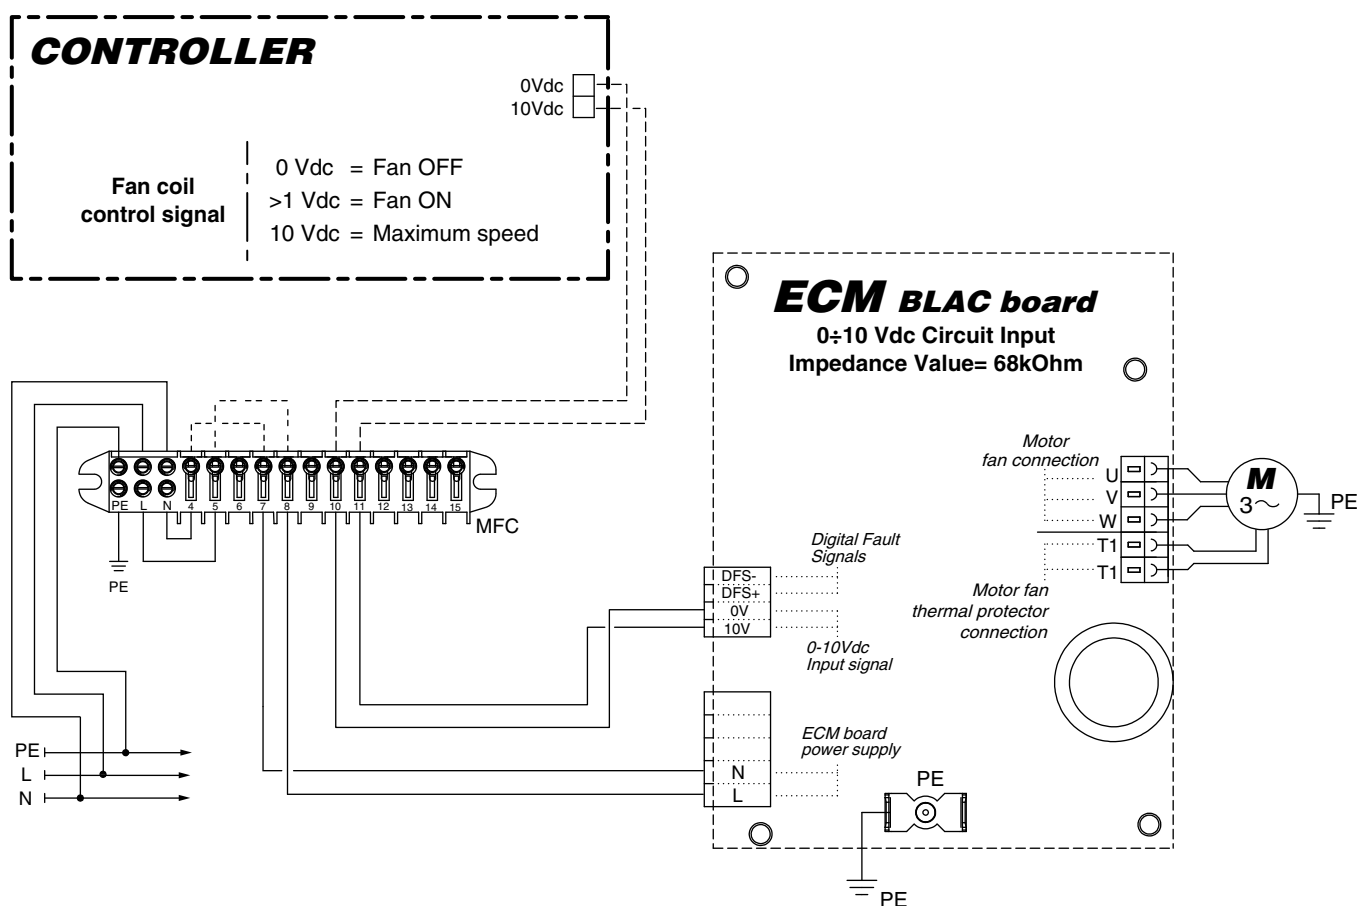 CONTROLLER
0Vdc
10Vdc
Fan coil
control signal
0 Vdc = Fan OFF
>1 Vdc = Fan ON
10 Vdc = Maximum speed
ECM BLAC board
0÷10 Vdc Circuit Input
Impedance Value= 68kOhm
Motor
fan connection
U
V
W
T1
T1
M
3~
PE
Motor fan
thermal protector
connection
PE L N 4 5 6 7 8 9 10 11 12 13 14 15
MFC
PE
Digital Fault
Signals
DFS-
DFS+
0V
10V
0-10Vdc
Input signal
ECM board
power supply
N
L
PE
L
N
PE
PE